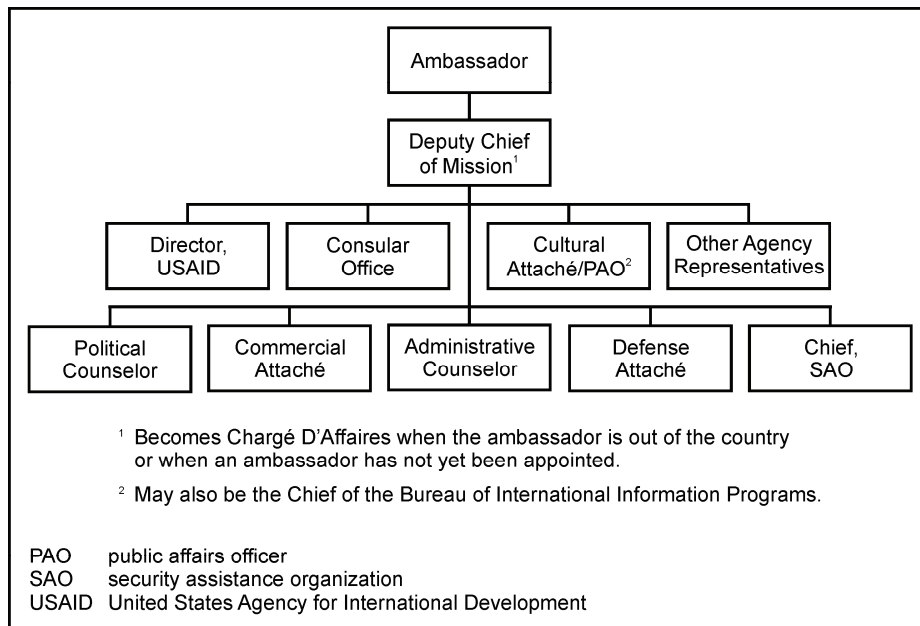 Ambassador
Deputy Chief
of Mission¹
Director,
USAID
Consular
Office
Cultural
Attaché/PAO²
Other Agency
Representatives
Political
Counselor
Commercial
Attaché
Administrative
Counselor
Defense
Attaché
Chief,
SAO
¹ Becomes Chargé D'Affaires when the ambassador is out of the country
or when an ambassador has not yet been appointed.
² May also be the Chief of the Bureau of International Information Programs.
PAO public affairs officer
SAO security assistance organization
USAID United States Agency for International Development